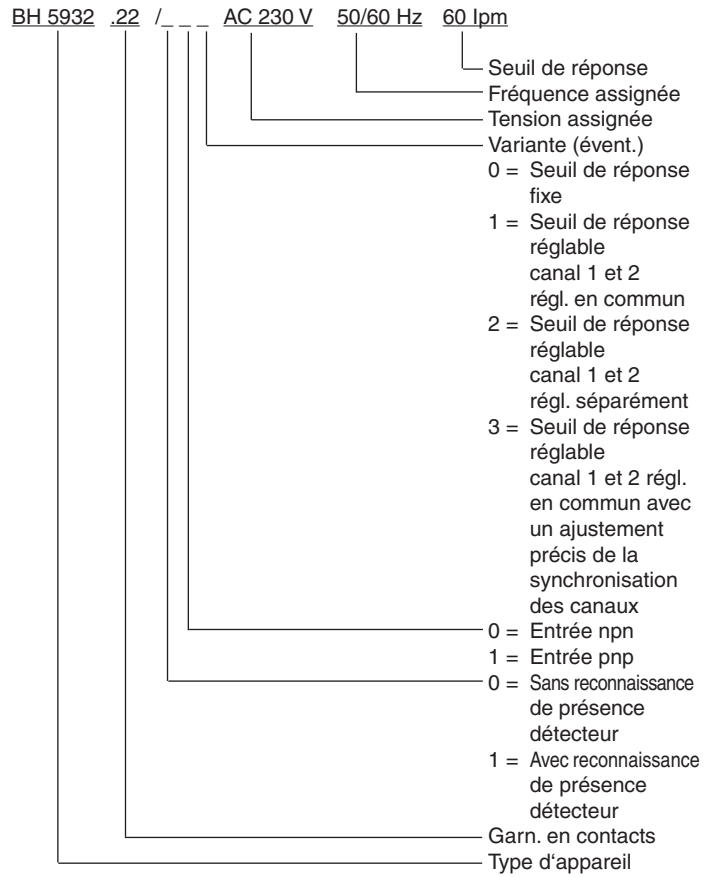 BH 5932 .22 /_ _ _ AC 230 V 50/60 Hz 60 Ipm
Seuil de réponse
Fréquence assignée
Tension assignée
Variante (évent.)
0 = Seuil de réponse
fixe
1 = Seuil de réponse
réglable
canal 1 et 2
régl. en commun
2 = Seuil de réponse
réglable
canal 1 et 2
régl. séparément
3 = Seuil de réponse
réglable
canal 1 et 2 régl.
en commun avec
un ajustement
précis de la
synchronisation
des canaux
0 = Entrée npn
1 = Entrée pnp
0 = Sans reconnaissance
de présence
détecteur
1 = Avec reconnaissance
de présence
détecteur
Garn. en contacts
Type d'appareil